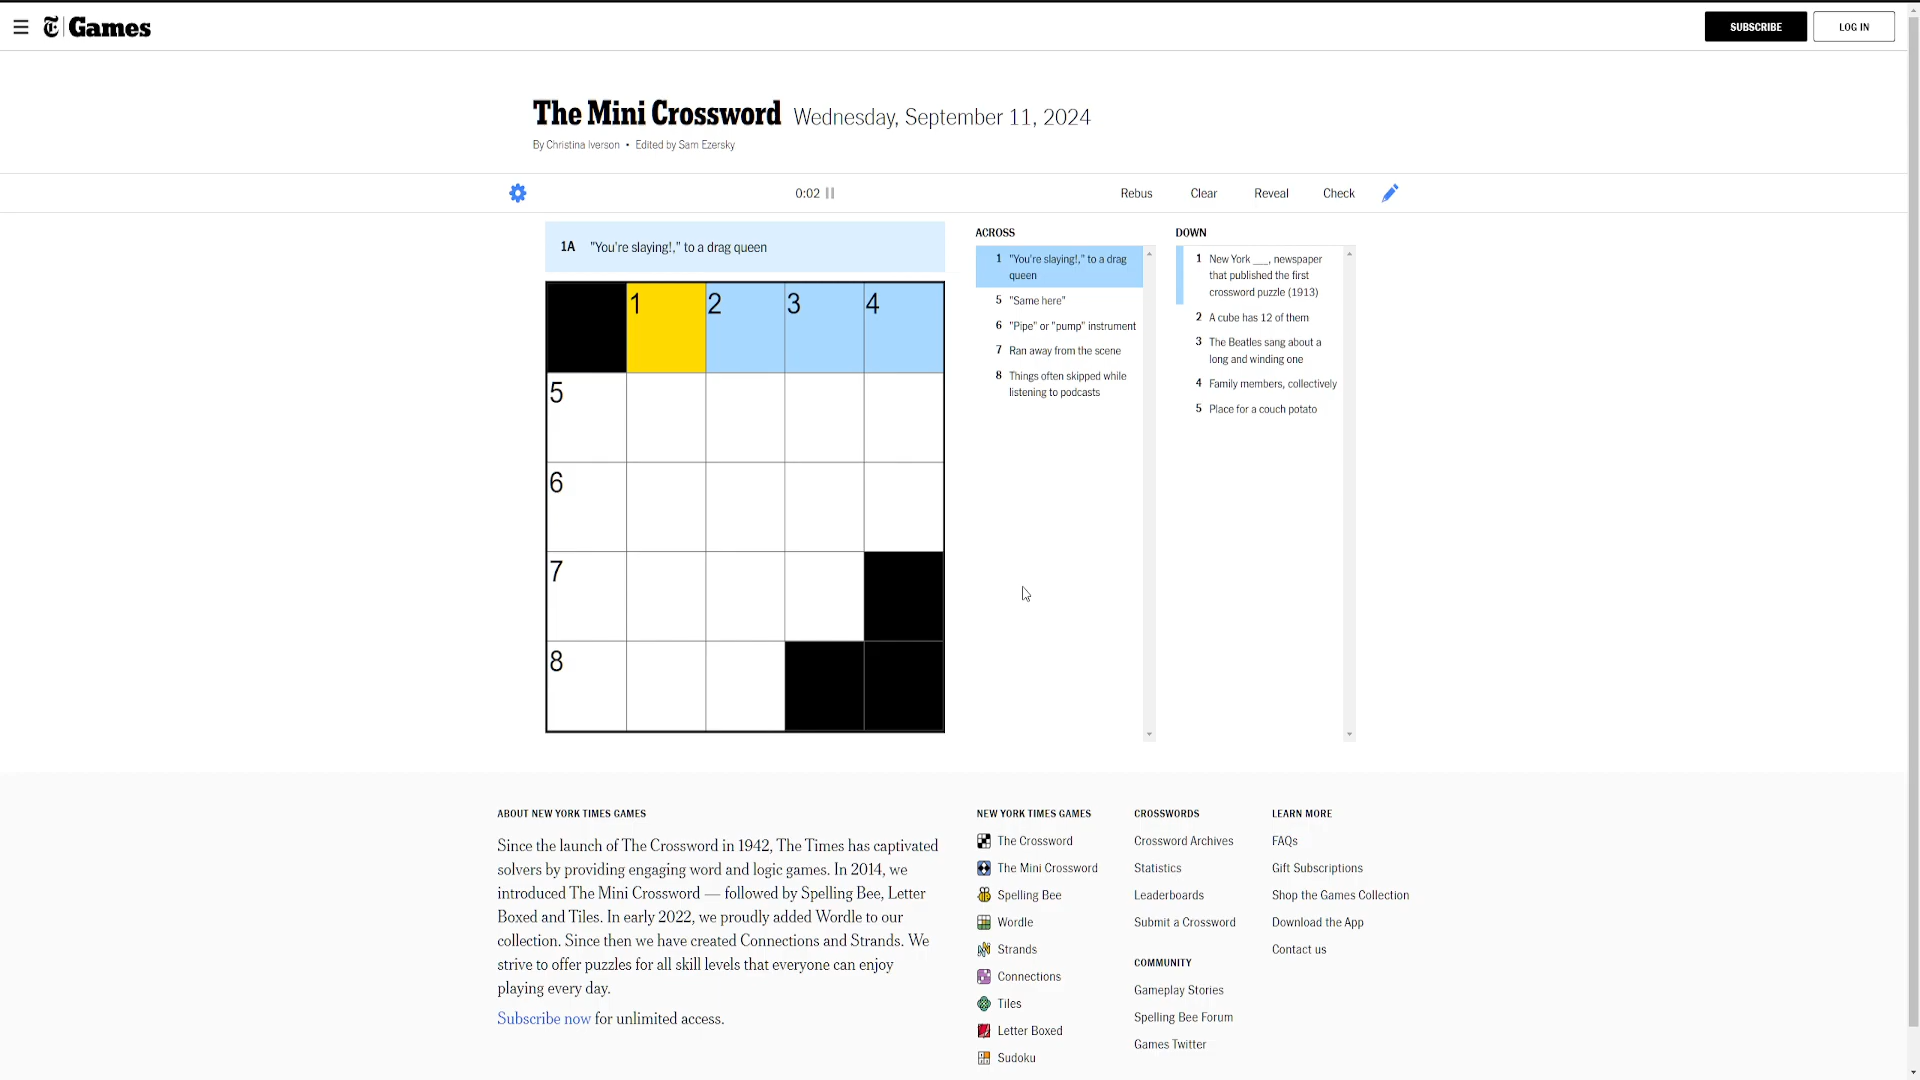 Games
SUBSCRIBE
LOG IN
The Mini Crossword Wednesday, September 11, 2024
By Christina Iverson • Edited by Sam Ezersky
0:02
Rebus
Clear
Reveal
Check
1A "You're slaying!," to a drag queen
1
2
3
4
5
6
7
8
ACROSS
1 "You're slaying!," to a drag
queen
5 "Same here"
6 "Pipe" or "pump" instrument
7 Ran away from the scene
8 Things often skipped while
listening to podcasts
DOWN
1 New York ___, newspaper
that published the first
crossword puzzle (1913)
2 A cube has 12 of them
3 The Beatles sang about a
long and winding one
4 Family members, collectively
5 Place for a couch potato
ABOUT NEW YORK TIMES GAMES
Since the launch of The Crossword in 1942, The Times has captivated
solvers by providing engaging word and logic games. In 2014, we
introduced The Mini Crossword — followed by Spelling Bee, Letter
Boxed and Tiles. In early 2022, we proudly added Wordle to our
collection. Since then we have created Connections and Strands. We
strive to offer puzzles for all skill levels that everyone can enjoy
playing every day.
Subscribe now for unlimited access.
NEW YORK TIMES GAMES
The Crossword
The Mini Crossword
Spelling Bee
Wordle
Strands
Connections
Tiles
Letter Boxed
Sudoku
CROSSWORDS
Crossword Archives
Statistics
Leaderboards
Submit a Crossword
COMMUNITY
Gameplay Stories
Spelling Bee Forum
Games Twitter
LEARN MORE
FAQs
Gift Subscriptions
Shop the Games Collection
Download the App
Contact us